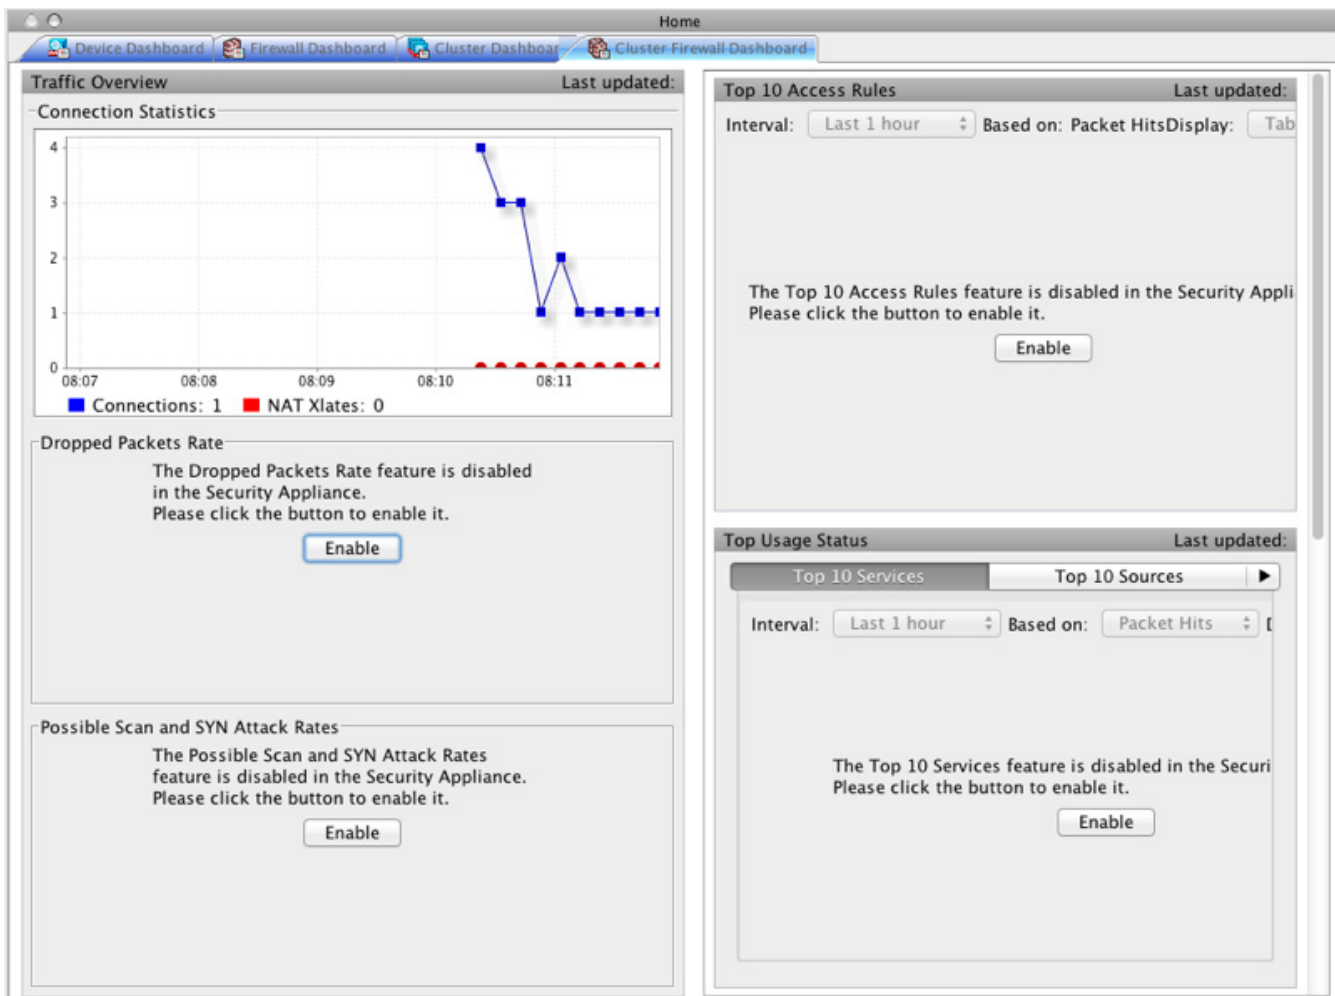 Home
Device Dashboard
Firewall Dashboard
Cluster Dashboar
Cluster Firewall Dashboard
Traffic Overview
Last updated:
Connection Statistics
4
3
2
1
0
08:07
08:08
08:09
08:10
08:11
Connections: 1
NAT Xlates: 0
Dropped Packets Rate
The Dropped Packets Rate feature is disabled
in the Security Appliance.
Please click the button to enable it.
Enable
Possible Scan and SYN Attack Rates
The Possible Scan and SYN Attack Rates
feature is disabled in the Security Appliance.
Please click the button to enable it.
Enable
Top 10 Access Rules
Last updated:
Interval:
Last 1 hour
Based on: Packet HitsDisplay:
Tab
The Top 10 Access Rules feature is disabled in the Security Appli
Please click the button to enable it.
Enable
Top Usage Status
Last updated:
Top 10 Services
Top 10 Sources
Interval:
Last 1 hour
Based on:
Packet Hits
The Top 10 Services feature is disabled in the Securi
Please click the button to enable it.
Enable